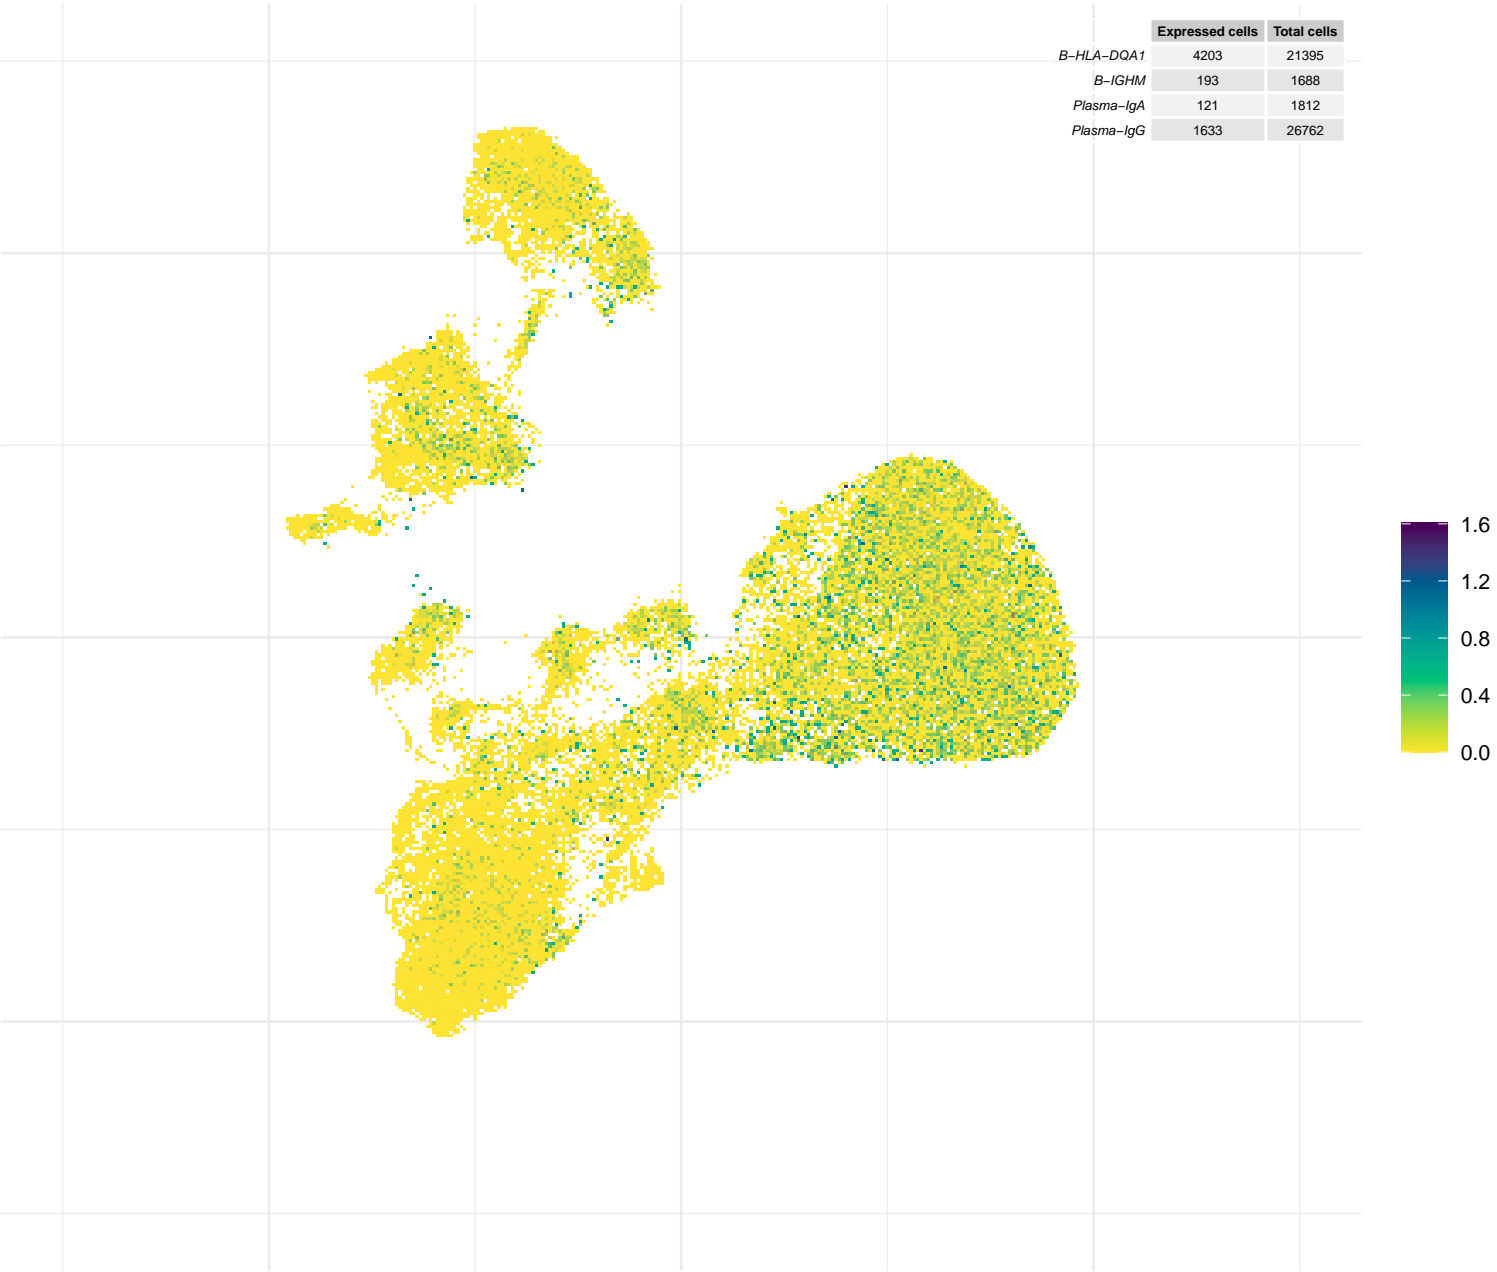 Expressed cells Total cells
B-HLA-DQA1 4203 21395
B-IGHM 193 1688
Plasma-IgA 121 1812
Plasma-IgG 1633 26762
1.6
1.2
0.8
0.4
0.0